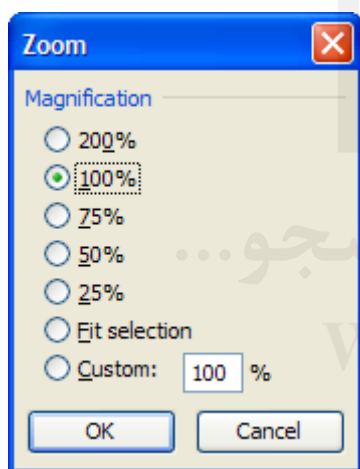 Zoom
Magnification
200%
100%
75%
50%
25%
Fit selection
Custom: 100 %
OK Cancel